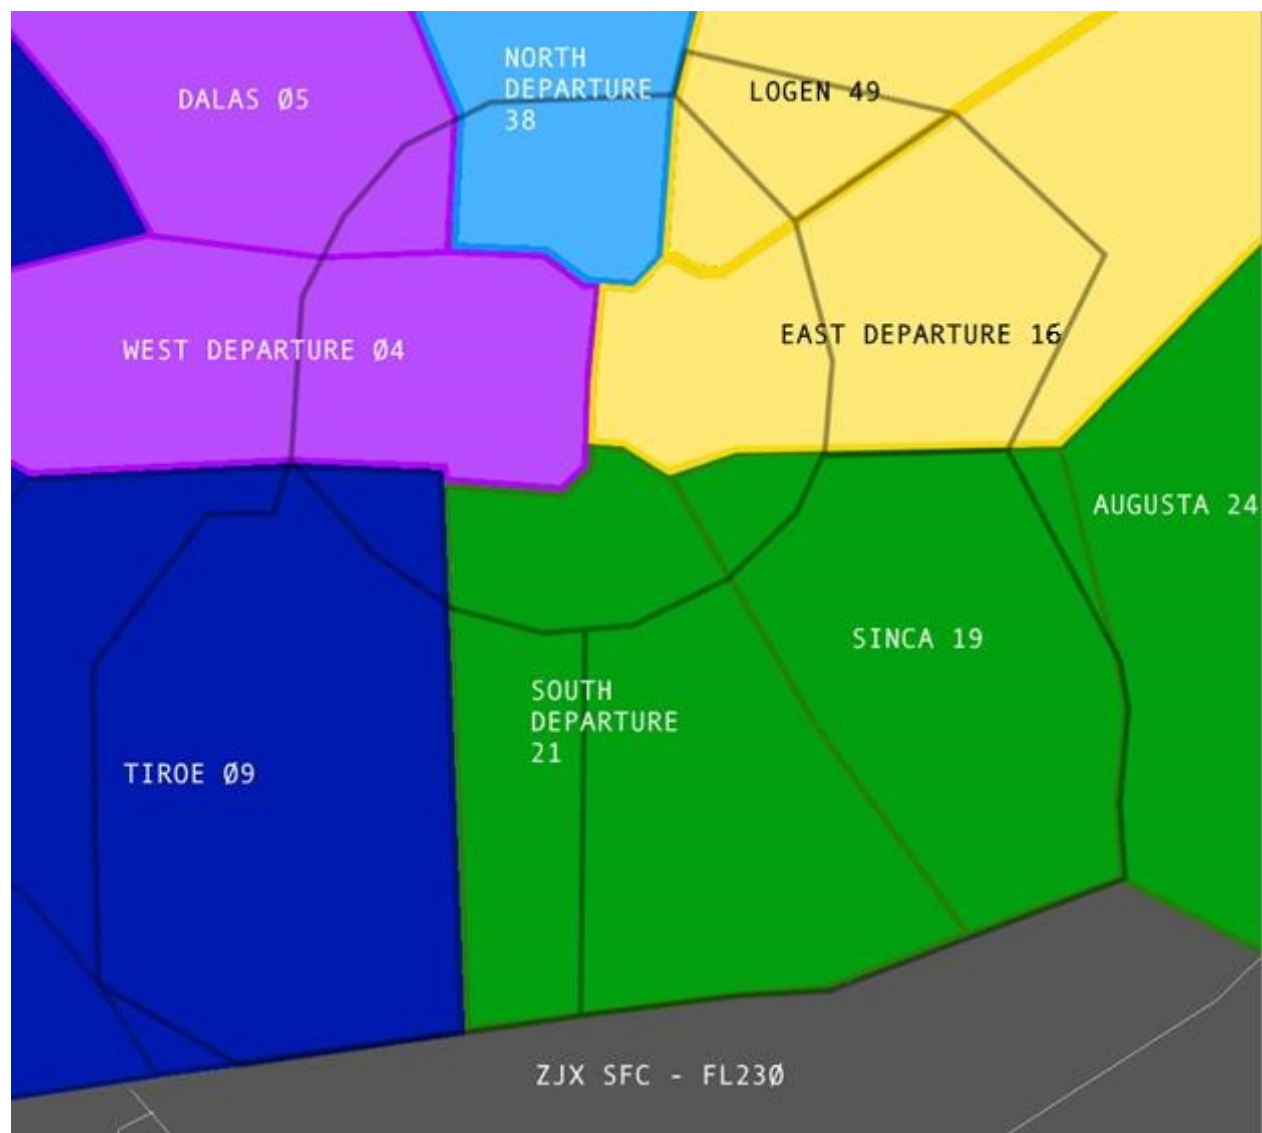 NORTH
DEPARTURE
38
DALAS Ø5
LOGEN 49
EAST DEPARTURE 16
WEST DEPARTURE Ø4
AUGUSTA 24
SINCA 19
SOUTH
DEPARTURE
21
TIROE Ø9
ZJX SFC - FL23Ø